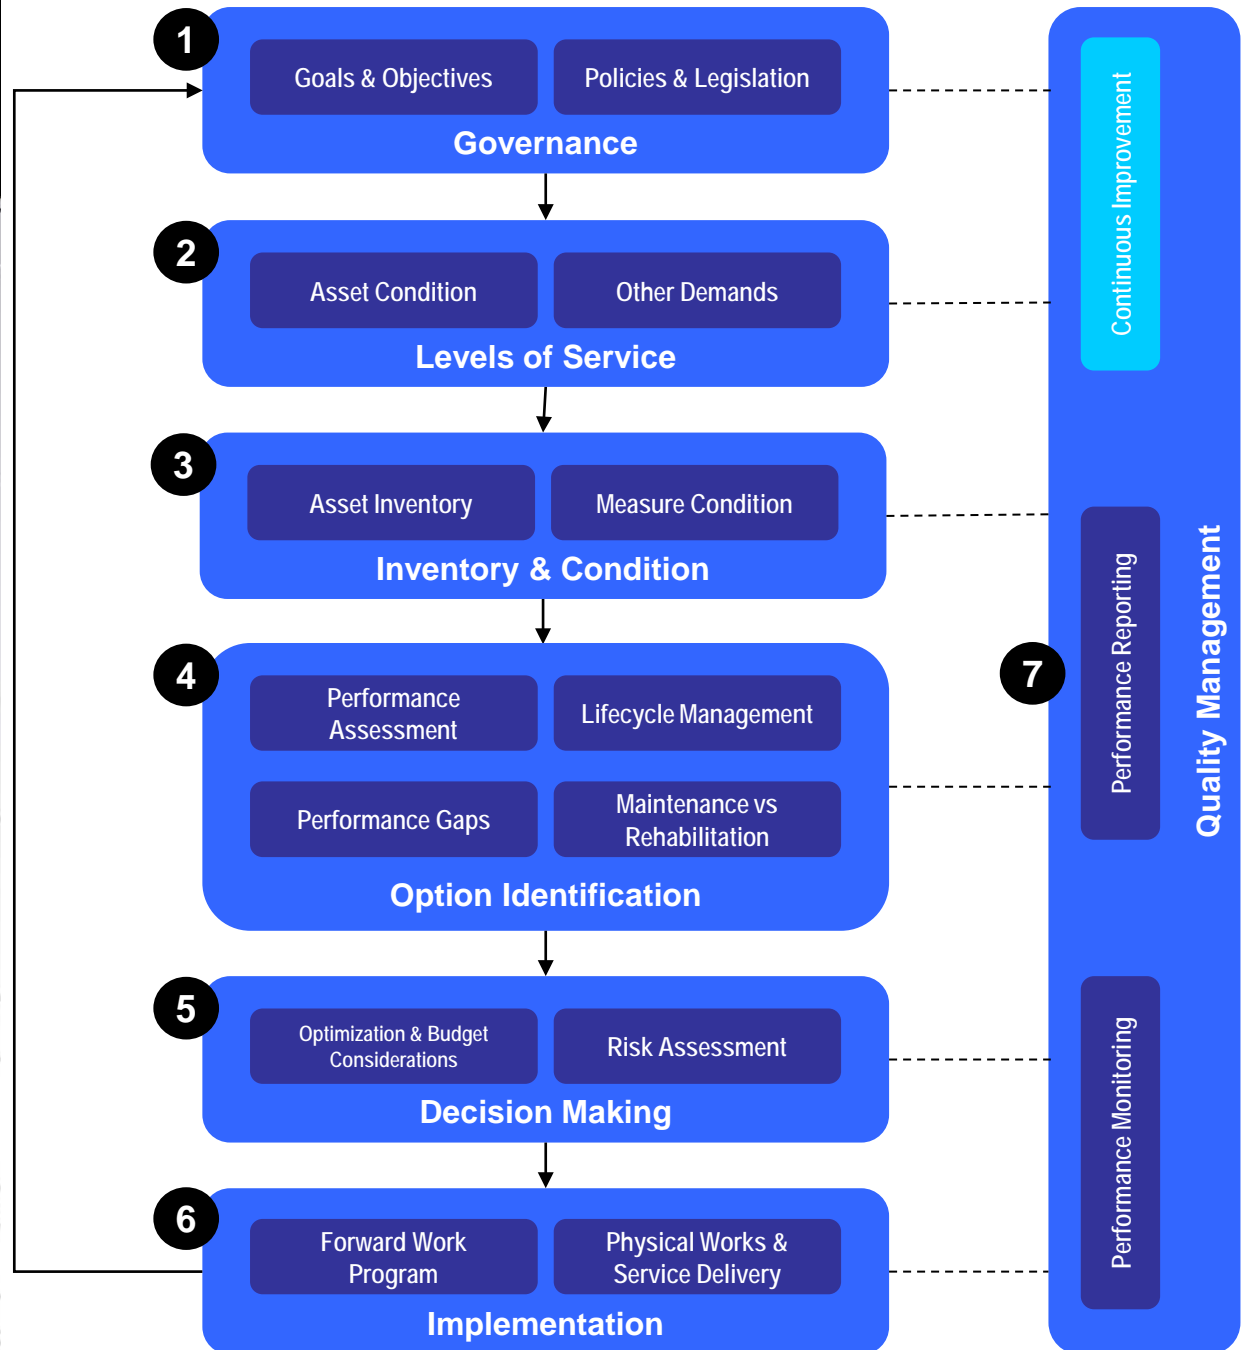 1
Goals & Objectives
Policies & Legislation
Governance
2
Asset Condition
Other Demands
Levels of Service
3
Asset Inventory
Measure Condition
Inventory & Condition
4
Performance
Assessment
Lifecycle Management
Performance Gaps
Maintenance vs
Rehabilitation
Option Identification
5
Optimization & Budget
Considerations
Risk Assessment
Decision Making
6
Forward Work
Program
Physical Works &
Service Delivery
Implementation
7
Continuous Improvement
Performance Reporting
Performance Monitoring
Quality Management